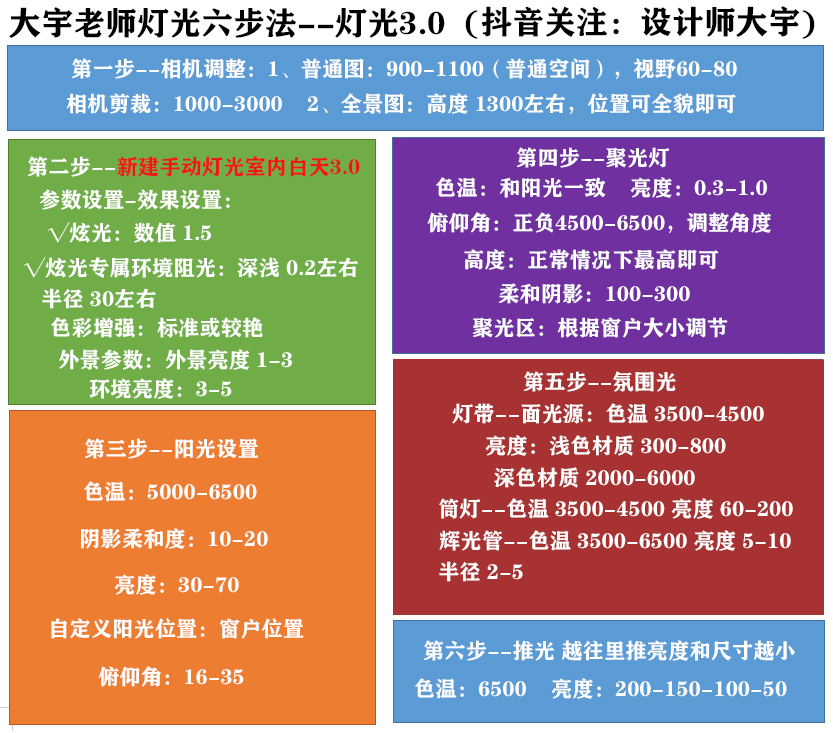 大宇老师灯光六步法--灯光3.0（抖音关注：设计师大宇）
第一步--相机调整：1、普通图：900-1100（普通空间），视野60-80
相机剪裁：1000-3000 2、全景图：高度 1300左右，位置可全貌即可
第二步--新建手动灯光室内白天3.0
参数设置-效果设置：
√炫光：数值 1.5
√炫光专属环境阻光：深浅 0.2左右
半径 30左右
色彩增强：标准或较艳
外景参数：外景亮度 1-3
环境亮度：3-5
第三步--阳光设置
色温：5000-6500
阴影柔和度：10-20
亮度：30-70
自定义阳光位置：窗户位置
俯仰角：16-35
第四步--聚光灯
色温：和阳光一致 亮度：0.3-1.0
俯仰角：正负4500-6500，调整角度
高度：正常情况下最高即可
柔和阴影：100-300
聚光区：根据窗户大小调节
第五步--氛围光
灯带--面光源：色温 3500-4500
亮度：浅色材质 300-800
深色材质 2000-6000
筒灯--色温 3500-4500 亮度 60-200
辉光管--色温 3500-6500 亮度 5-10
半径 2-5
第六步--推光 越往里推亮度和尺寸越小
色温：6500 亮度：200-150-100-50